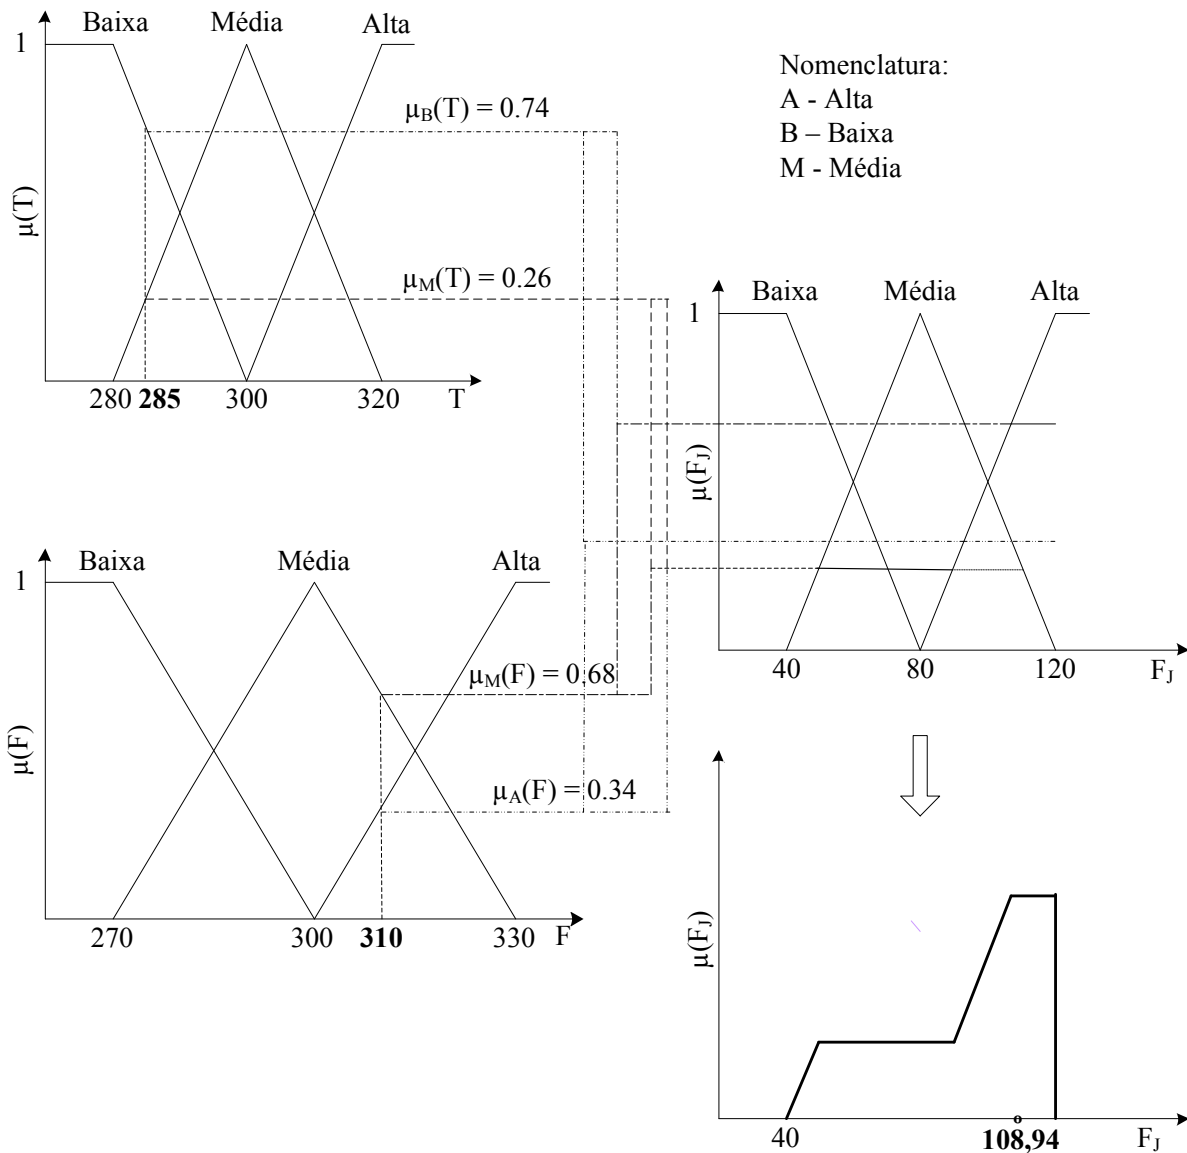 Baixa Média Alta
1
μ(T)
μB(T) = 0.74
μM(T) = 0.26
280 285 300 320 T
Nomenclatura:
A - Alta
B – Baixa
M - Média
Baixa Média Alta
1
μ(FJ)
40 80 120 FJ
Baixa Média Alta
1
μ(F)
μM(F) = 0.68
μA(F) = 0.34
270 300 310 330 F
μ(FJ)
40 108,94 FJ